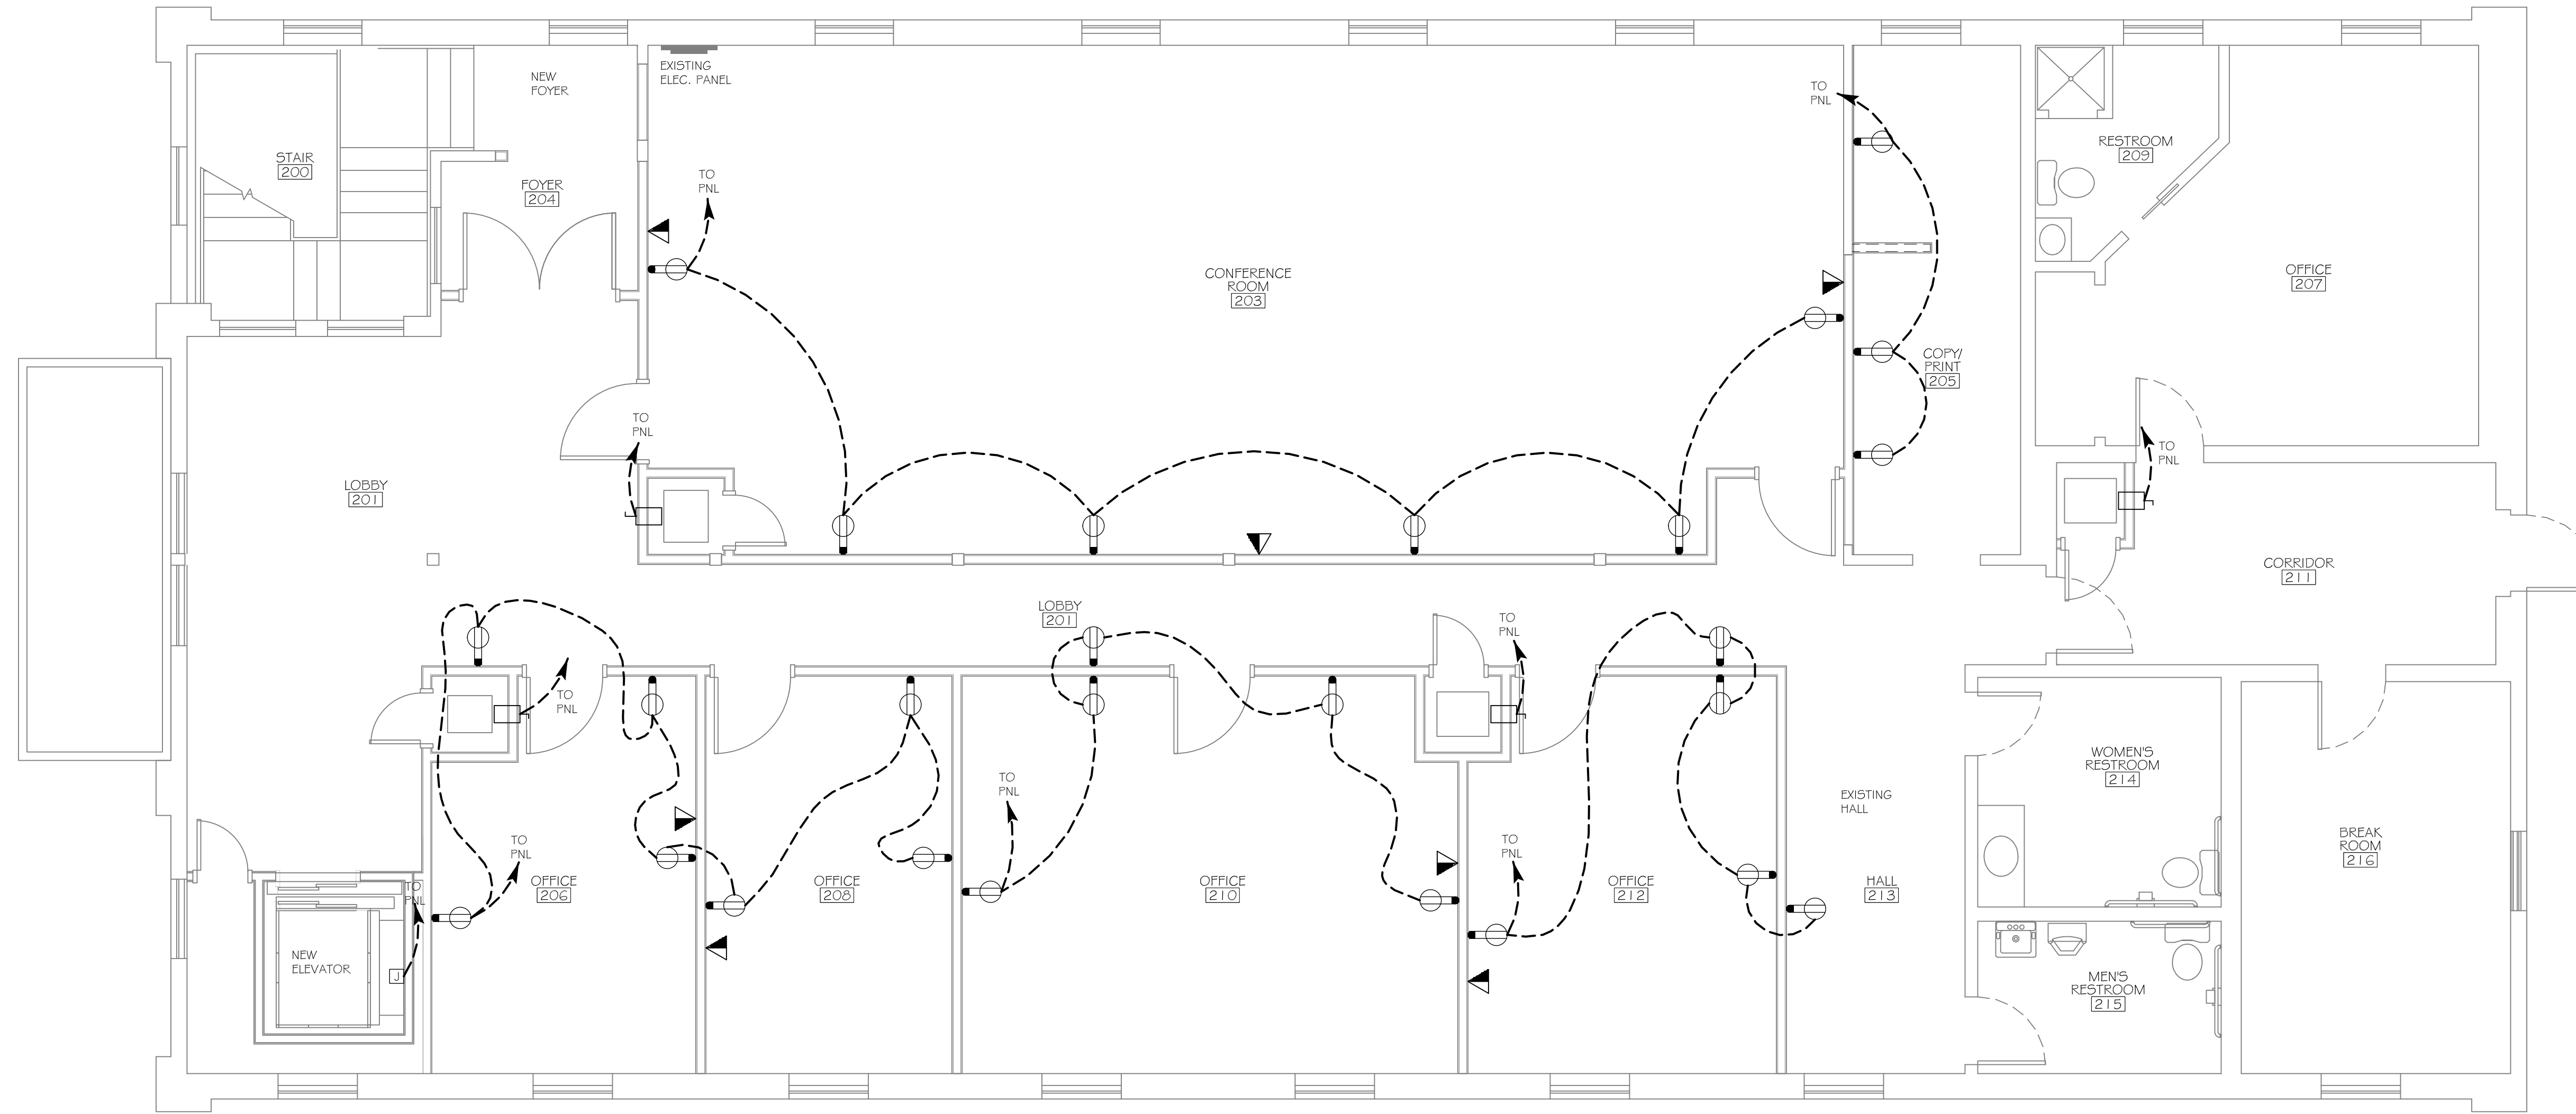 NEW
FOYER
EXISTING
ELEC. PANEL
TO
PNL
STAIR
200
FOYER
204
TO
PNL
RESTROOM
209
CONFERENCE
ROOM
203
OFFICE
207
COPY/
PRINT
205
TO
PNL
TO
PNL
LOBBY
201
CORRIDOR
211
LOBBY
201
TO
PNL
TO
PNL
WOMEN'S
RESTROOM
214
TO
PNL
EXISTING
HALL
TO
PNL
TO
PNL
BREAK
ROOM
216
OFFICE
206
OFFICE
208
OFFICE
210
OFFICE
212
HALL
213
TO
PNL
NEW
ELEVATOR
J
MEN'S
RESTROOM
215